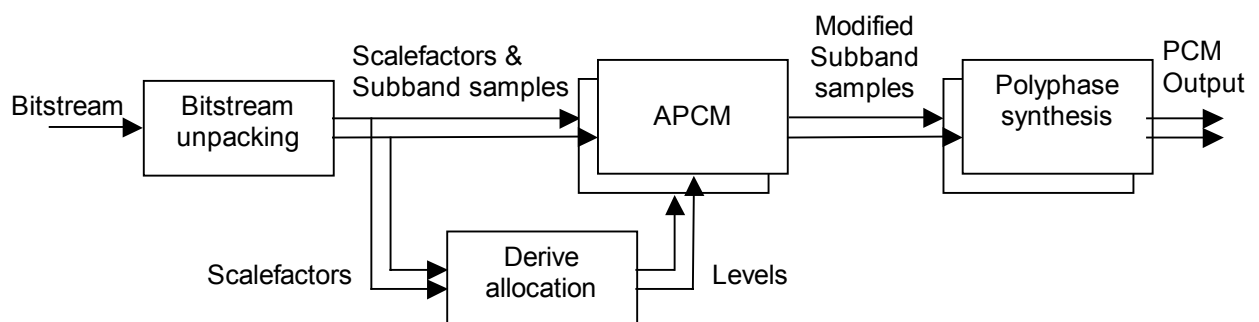 Bitstream
Bitstream
unpacking
Scalefactors &
Subband samples
APCM
Modified
Subband
samples
Polyphase
synthesis
PCM
Output
Scalefactors
Derive
allocation
Levels